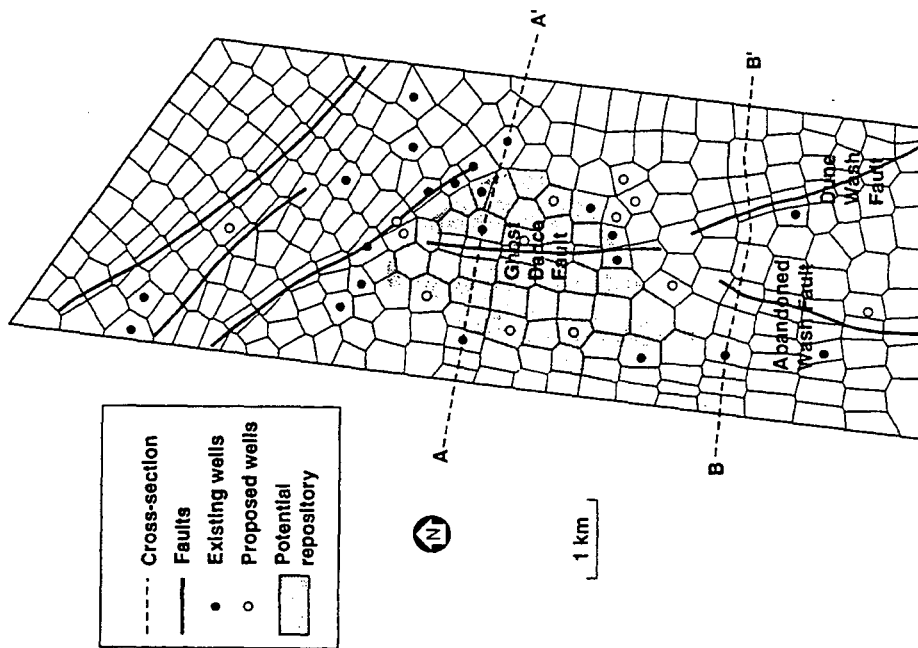 Cross-section
Faults
Existing wells
Proposed wells
Potential
repository
N
1 km
A
A'
B
B'
Ghost
Dance
Fault
Abandoned
Wash Fault
Dune
Wash
Fault